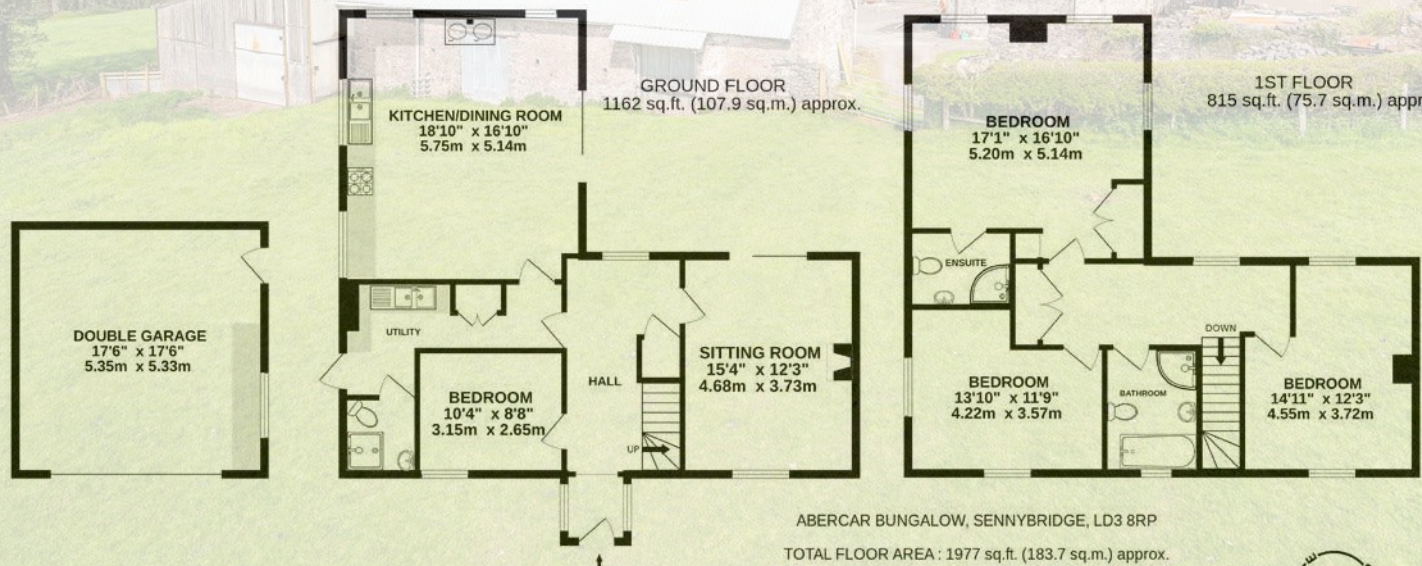 GROUND FLOOR
1162 sq.ft. (107.9 sq.m.) approx.
1ST FLOOR
815 sq.ft. (75.7 sq.m.) appr
KITCHEN/DINING ROOM
18'10" x 16'10"
5.75m x 5.14m
BEDROOM
17'1" x 16'10"
5.20m x 5.14m
ENSUITE
DOUBLE GARAGE
17'6" x 17'6"
5.35m x 5.33m
UTILITY
BEDROOM
10'4" x 8'8"
3.15m x 2.65m
HALL
UP
SITTING ROOM
15'4" x 12'3"
4.68m x 3.73m
BEDROOM
13'10" x 11'9"
4.22m x 3.57m
BATHROOM
DOWN
BEDROOM
14'11" x 12'3"
4.55m x 3.72m
ABERCAR BUNGALOW, SENNYBRIDGE, LD3 8RP
TOTAL FLOOR AREA : 1977 sq.ft. (183.7 sq.m.) approx.